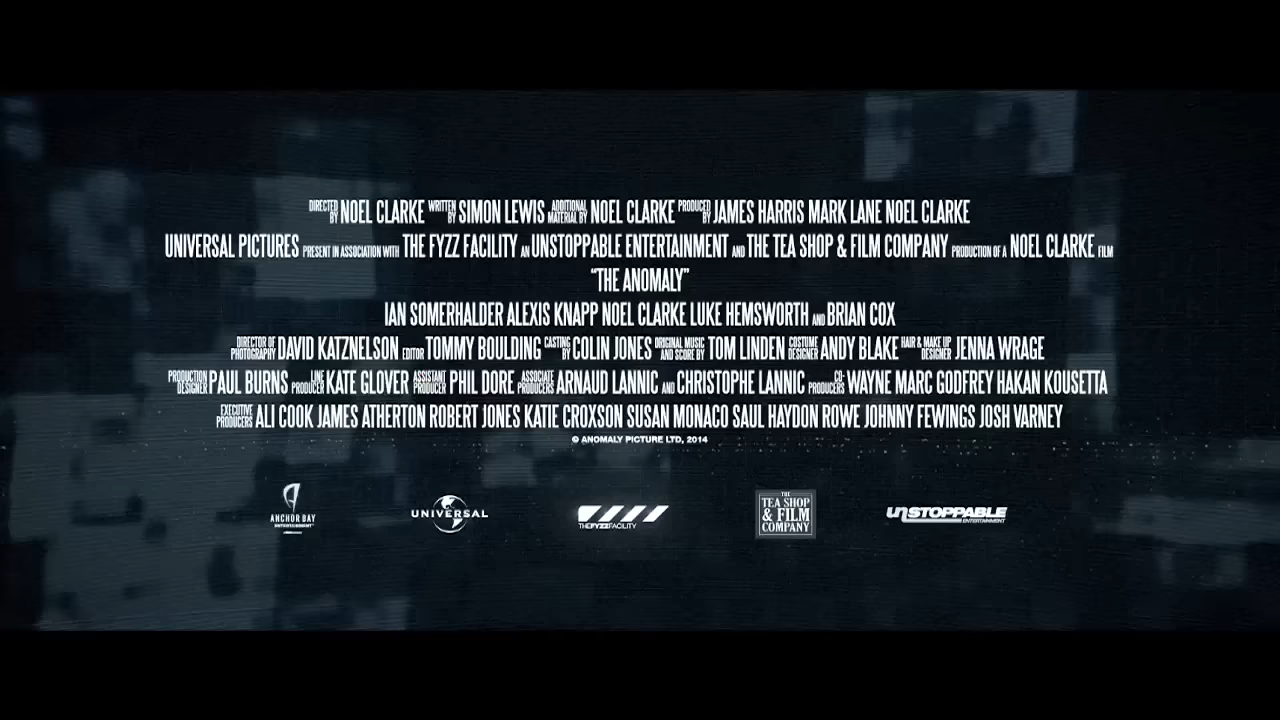 DIRECTED BY NOEL CLARKE WRITTEN BY SIMON LEWIS ADDITIONAL MATERIAL BY NOEL CLARKE PRODUCED BY JAMES HARRIS MARK LANE NOEL CLARKE
UNIVERSAL PICTURES PRESENT IN ASSOCIATION WITH THE FYZZ FACILITY AN UNSTOPPABLE ENTERTAINMENT AND THE TEA SHOP & FILM COMPANY PRODUCTION OF A NOEL CLARKE FILM
“THE ANOMALY”
IAN SOMERHALDER ALEXIS KNAPP NOEL CLARKE LUKE HEMSWORTH AND BRIAN COX
DIRECTOR OF PHOTOGRAPHY DAVID KATZNELSON EDITOR TOMMY BOULDING CASTING BY COLIN JONES ORIGINAL MUSIC AND SCORE BY TOM LINDEN COSTUME DESIGNER ANDY BLAKE HAIR & MAKE UP DESIGNER JENNA WRAGE
PRODUCTION DESIGNER PAUL BURNS LINE PRODUCER KATE GLOVER ASSISTANT PRODUCER PHIL DORE ASSOCIATE PRODUCERS ARNAUD LANNIC AND CHRISTOPHE LANNIC CO-PRODUCERS WAYNE MARC GODFREY HAKAN KOUSETTA
EXECUTIVE PRODUCERS ALI COOK JAMES ATHERTON ROBERT JONES KATIE CROXSON SUSAN MONACO SAUL HAYDON ROWE JOHNNY FEWINGS JOSH VARNEY
© ANOMALY PICTURE LTD, 2014
ANCHOR BAY
ENTERTAINMENT
UNIVERSAL
THEFYZZFACILITY
THE
TEA SHOP
& FILM
COMPANY
UNSTOPPABLE
ENTERTAINMENT